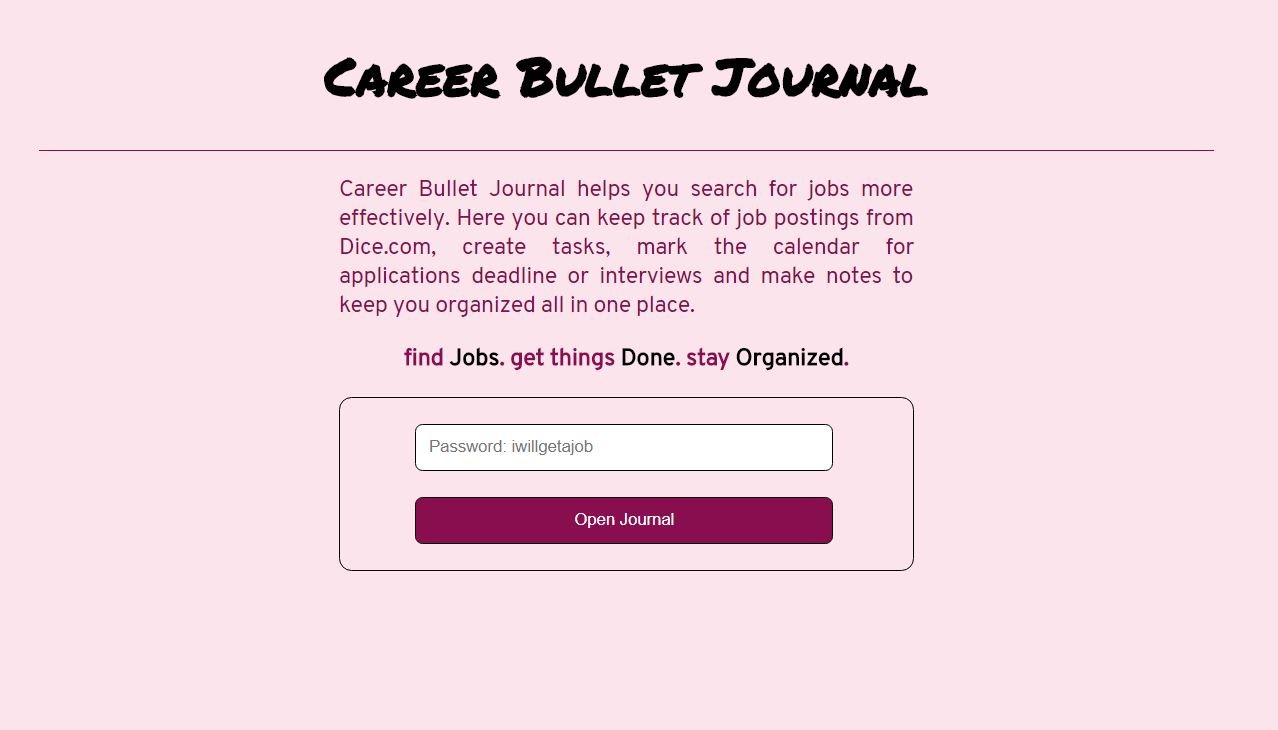 Career Bullet Journal
Career Bullet Journal helps you search for jobs more
effectively. Here you can keep track of job postings from
Dice.com, create tasks, mark the calendar for
applications deadline or interviews and make notes to
keep you organized all in one place.
find Jobs. get things Done. stay Organized.
Password: iwillgetajob
Open Journal